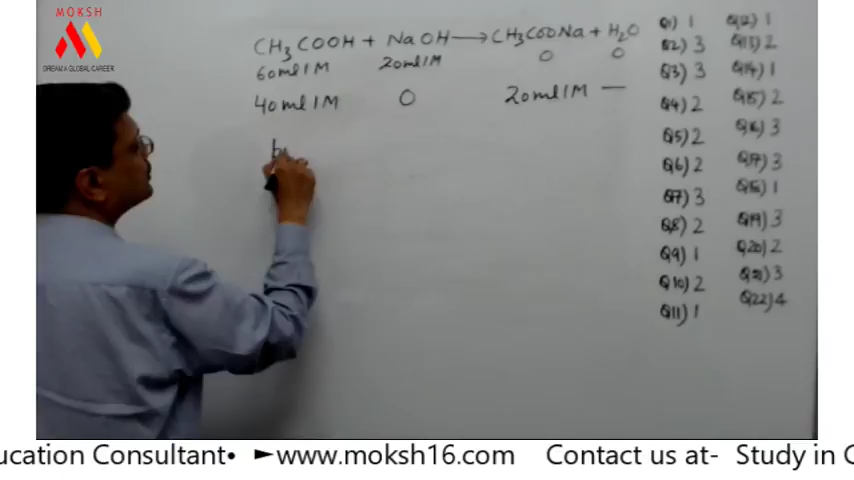 MOKSH
DREAM A GLOBAL CAREER
CH3COOH + NaOH → CH3COONa + H2O
60ml 1M 20ml 1M 0 0
40ml 1M 0 20ml 1M —
Q1) 1
Q2) 3
Q3) 3
Q4) 2
Q5) 2
Q6) 2
Q7) 3
Q8) 2
Q9) 1
Q10) 2
Q11) 1
Q12) 1
Q13) 2
Q14) 1
Q15) 2
Q16) 3
Q17) 3
Q18) 1
Q19) 3
Q20) 2
Q21) 3
Q22) 4
ucation Consultant• ►www.moksh16.com Contact us at- Study in